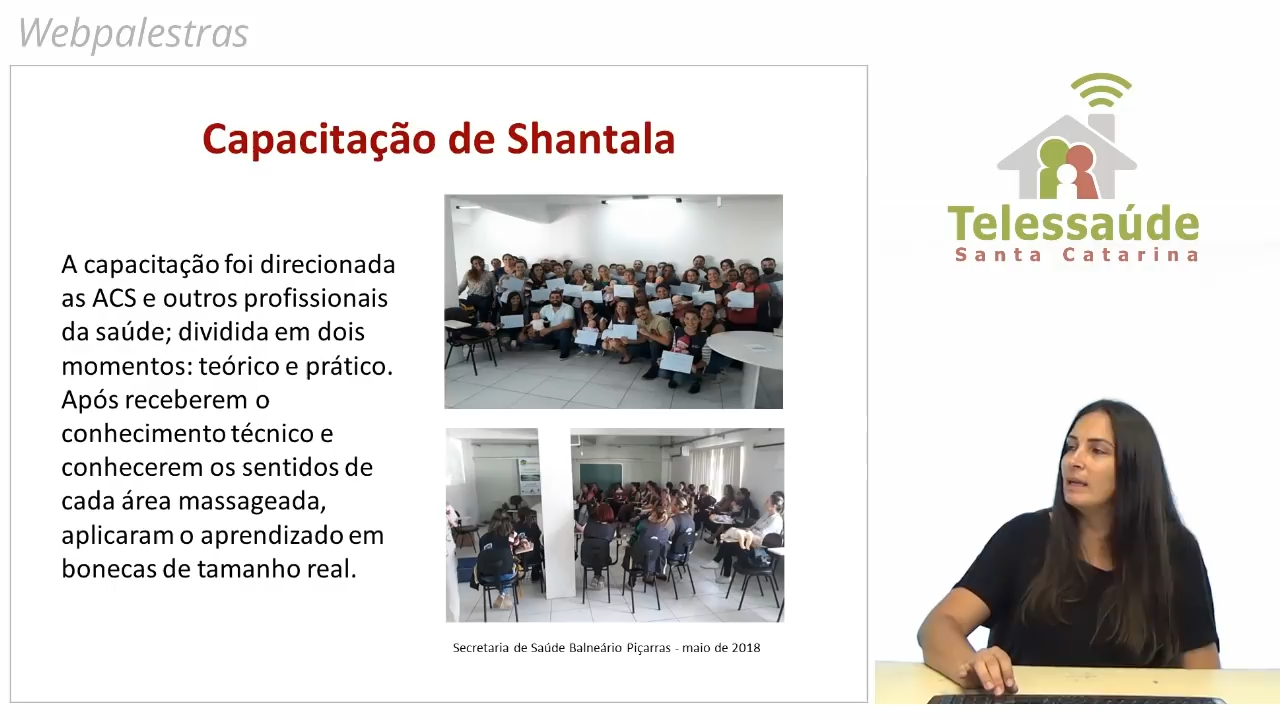 Webpalestras
Capacitação de Shantala
A capacitação foi direcionada
as ACS e outros profissionais
da saúde; dividida em dois
momentos: teórico e prático.
Após receberem o
conhecimento técnico e
conhecerem os sentidos de
cada área massageada,
aplicaram o aprendizado em
bonecas de tamanho real.
Secretaria de Saúde Balneário Piçarras - maio de 2018
Telessaúde
Santa Catarina